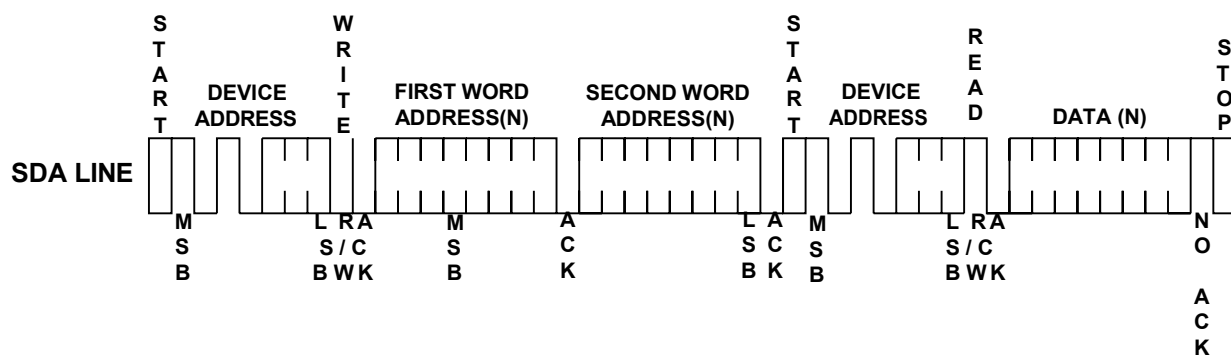 START
WRITE
START
READ
STOP
DEVICE
ADDRESS
FIRST WORD
ADDRESS(N)
SECOND WORD
ADDRESS(N)
DEVICE
ADDRESS
DATA (N)
SDA LINE
MSB
LSB
R/W
ACK
MSB
ACK
LSB
ACK
MSB
LSB
R/W
ACK
NO ACK